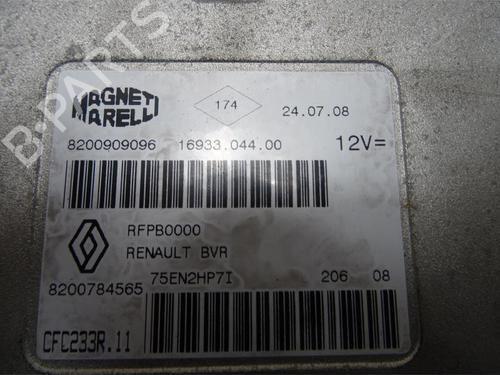 B-PARTS
MAGNETI
MARELLI
174
24.07.08
8200909096 16933.044.00 12V=
RFPB0000
RENAULT BVR
75EN2HP7I 206 08
8200784565
CFC233R.11